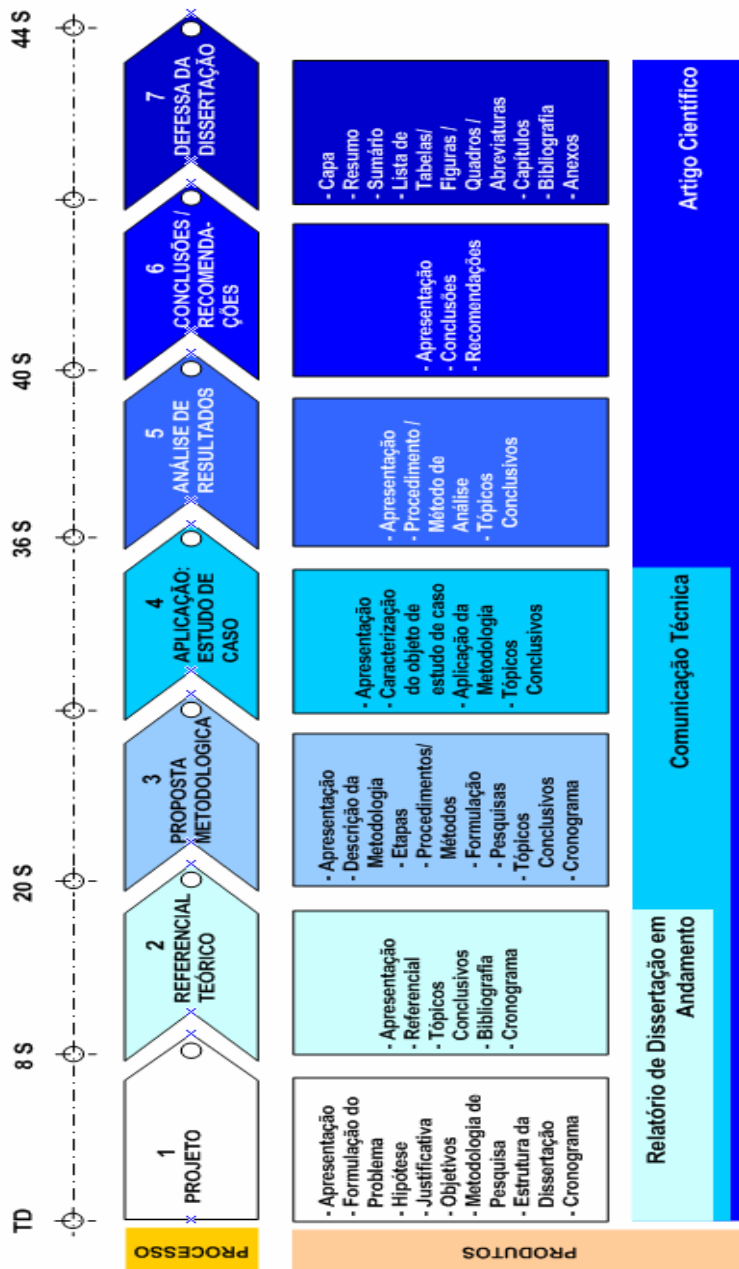 TD
8 S
20 S
36 S
40 S
44 S
PROCESSO
1
PROJETO
2
REFERENCIAL
TEÓRICO
3
PROPOSTA
METODOLOGICA
4
APLICAÇÃO:
ESTUDO DE
CASO
5
ANÁLISE DE
RESULTADOS
6
CONCLUSÕES /
RECOMENDA-
ÇÕES
7
DEFESSA DA
DISSERTAÇÃO
PRODUTOS
- Apresentação
- Formulação do
Problema
- Hipótese
- Justificativa
- Objetivos
- Metodologia de
Pesquisa
- Estrutura da
Dissertação
- Cronograma
- Apresentação
- Referencial
- Tópicos
Conclusivos
- Bibliografia
- Cronograma
- Apresentação
- Descrição da
Metodologia
- Etapas
- Procedimentos/
Métodos
- Formulação
- Pesquisas
- Tópicos
Conclusivos
- Cronograma
- Apresentação
- Caracterização
do objeto de
estudo de caso
- Aplicação da
Metodologia
- Tópicos
Conclusivos
- Apresentação
- Procedimento /
Método de
Análise
- Tópicos
Conclusivos
- Apresentação
- Conclusões
- Recomendações
- Capa
- Resumo
- Sumário
- Lista de
Tabelas/
Figuras /
Quadros /
Abreviaturas
- Capítulos
- Bibliografia
- Anexos
Relatório de Dissertação em
Andamento
Comunicação Técnica
Artigo Científico